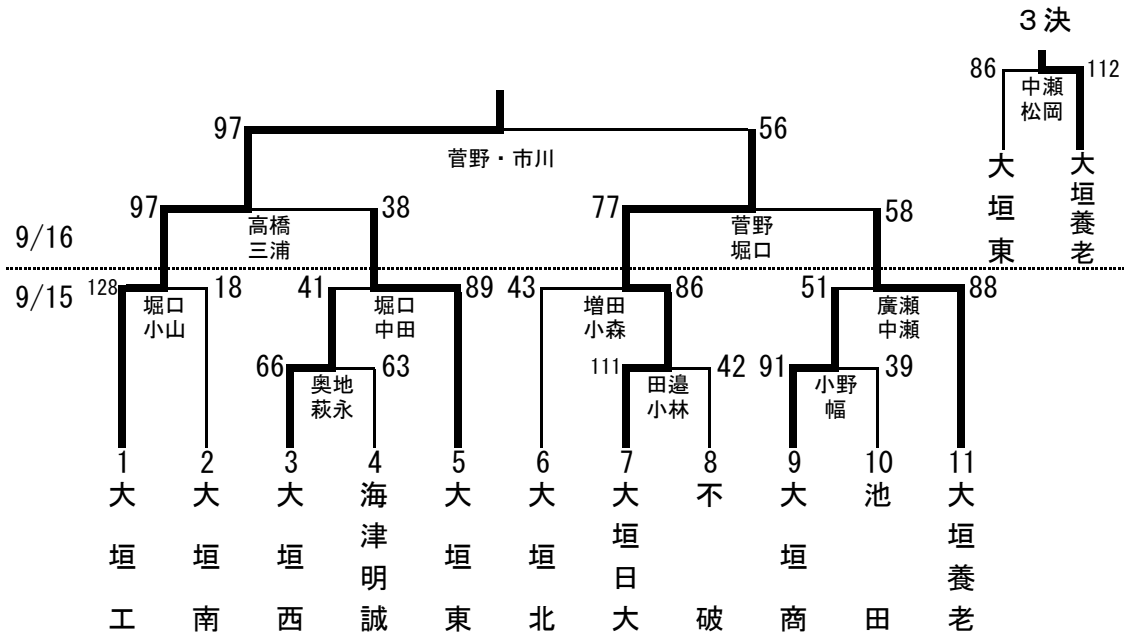 3決
86 112
中瀬
松岡
大垣東 大垣養老
97 56
菅野・市川
97 38 77 58
高橋 菅野
三浦 堀口
9/16
9/15
128 18 41 89 43 86 51 88
堀口 堀口 増田 廣瀬
小山 中田 小森 中瀬
66 63 111 42 91 39
奥地 田邉 小野
萩永 小林 幅
1 2 3 4 5 6 7 8 9 10 11
大垣工 大垣南 大垣西 海津明誠 大垣東 大垣北 大垣日大 不破 大垣商 池田 大垣養老